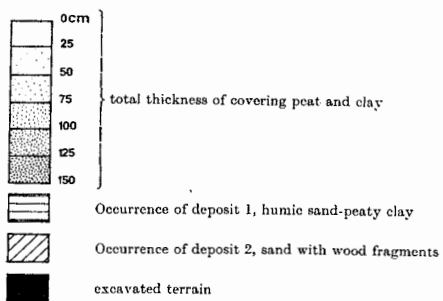 0cm
25
50
75
total thickness of covering peat and clay
100
125
150
Occurrence of deposit 1, humic sand-peaty clay
Occurrence of deposit 2, sand with wood fragments
excavated terrain